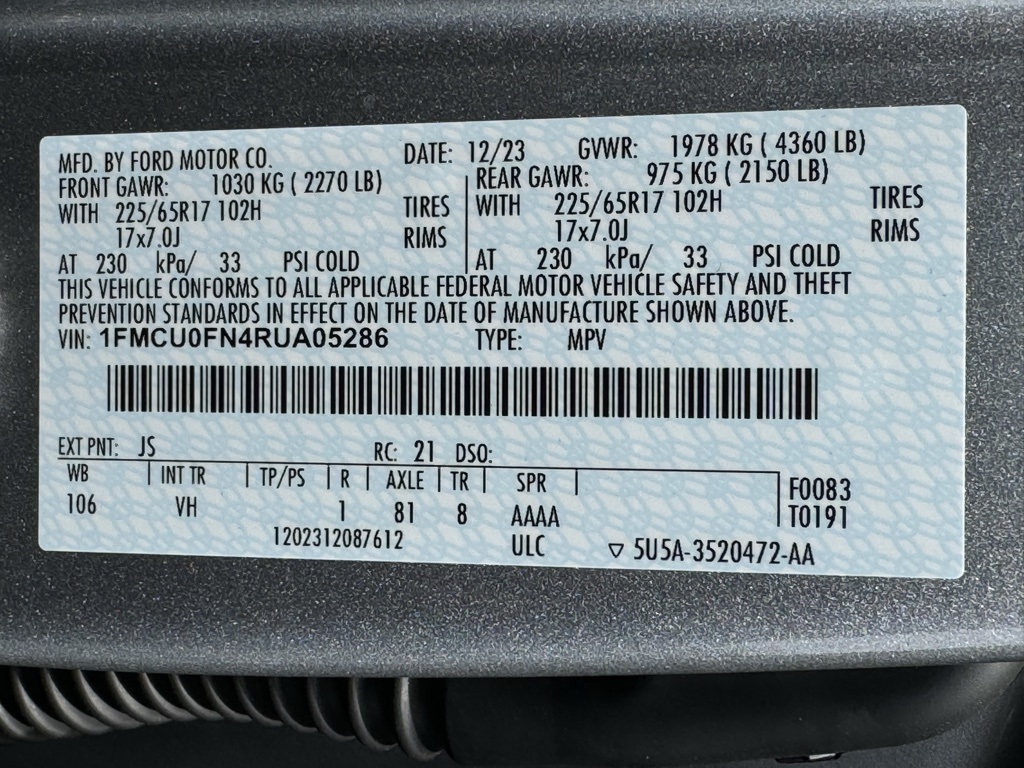 MFD. BY FORD MOTOR CO. DATE: 12/23 GVWR: 1978 KG ( 4360 LB)
FRONT GAWR: 1030 KG ( 2270 LB) REAR GAWR: 975 KG ( 2150 LB)
WITH 225/65R17 102H TIRES WITH 225/65R17 102H TIRES
17x7.0J RIMS 17x7.0J RIMS
AT 230 kPa/ 33 PSI COLD AT 230 kPa/ 33 PSI COLD
THIS VEHICLE CONFORMS TO ALL APPLICABLE FEDERAL MOTOR VEHICLE SAFETY AND THEFT
PREVENTION STANDARDS IN EFFECT ON THE DATE OF MANUFACTURE SHOWN ABOVE.
VIN: 1FMCU0FN4RUA05286 TYPE: MPV
EXT PNT: JS RC: 21 DSO:
WB INT TR TP/PS R AXLE TR SPR F0083
106 VH 1 81 8 AAAA T0191
1202312087612 ULC ▽ 5U5A-3520472-AA